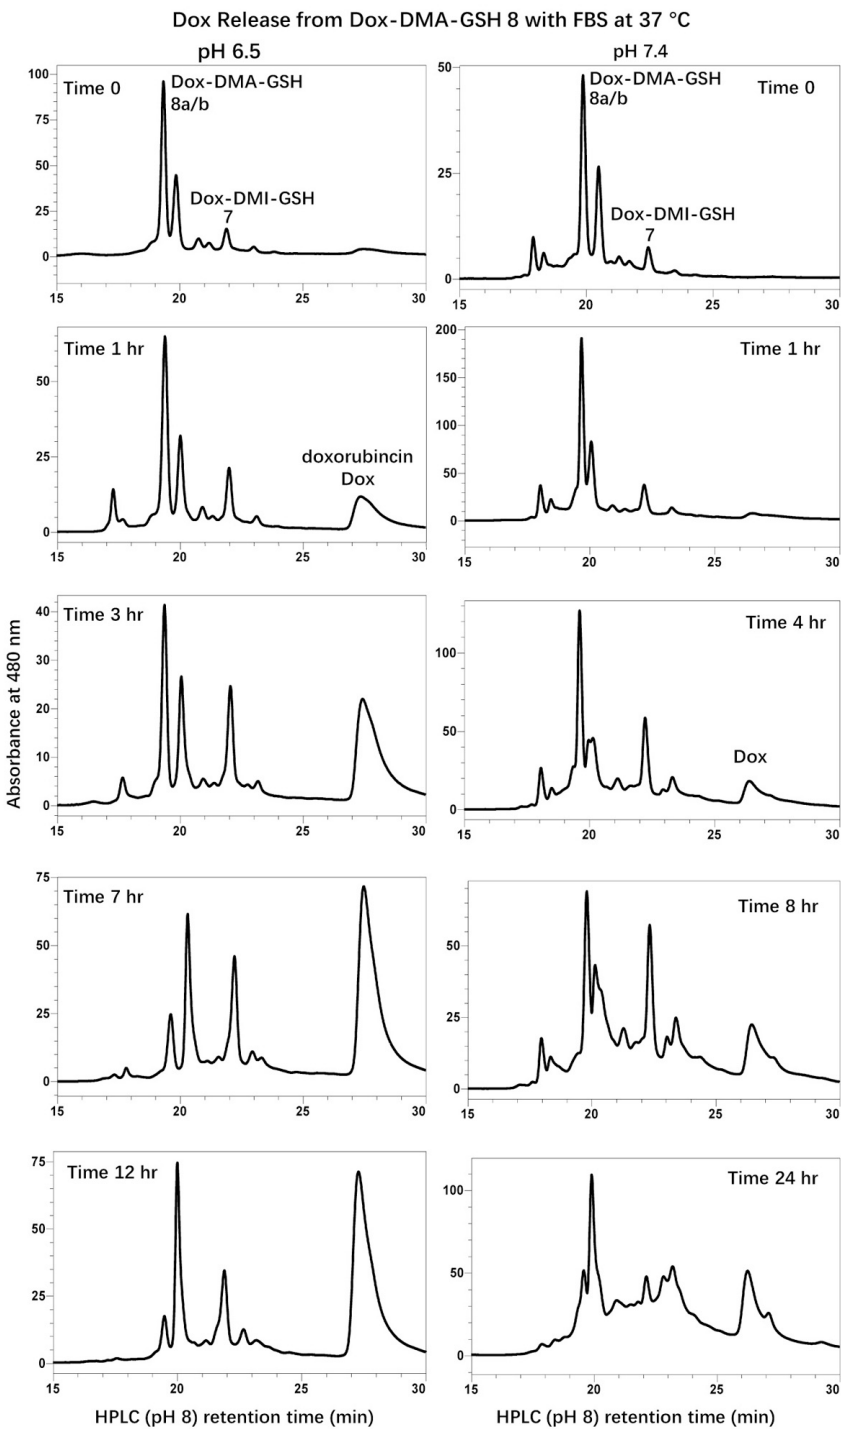 Dox Release from Dox-DMA-GSH 8 with FBS at 37 °C
pH 6.5
pH 7.4
Time 0
Dox-DMA-GSH
8a/b
Dox-DMI-GSH
7
100
75
50
25
0
15 20 25 30
Time 0
Dox-DMA-GSH
8a/b
Dox-DMI-GSH
7
50
25
0
15 20 25 30
Time 1 hr
doxorubincin
Dox
50
25
0
15 20 25 30
Time 1 hr
200
150
100
50
0
15 20 25 30
Absorbance at 480 nm
Time 3 hr
40
30
20
10
0
15 20 25 30
Time 4 hr
Dox
100
50
0
15 20 25 30
Time 7 hr
75
50
25
0
15 20 25 30
Time 8 hr
50
25
0
15 20 25 30
Time 12 hr
75
50
25
0
15 20 25 30
HPLC (pH 8) retention time (min)
Time 24 hr
100
50
0
15 20 25 30
HPLC (pH 8) retention time (min)